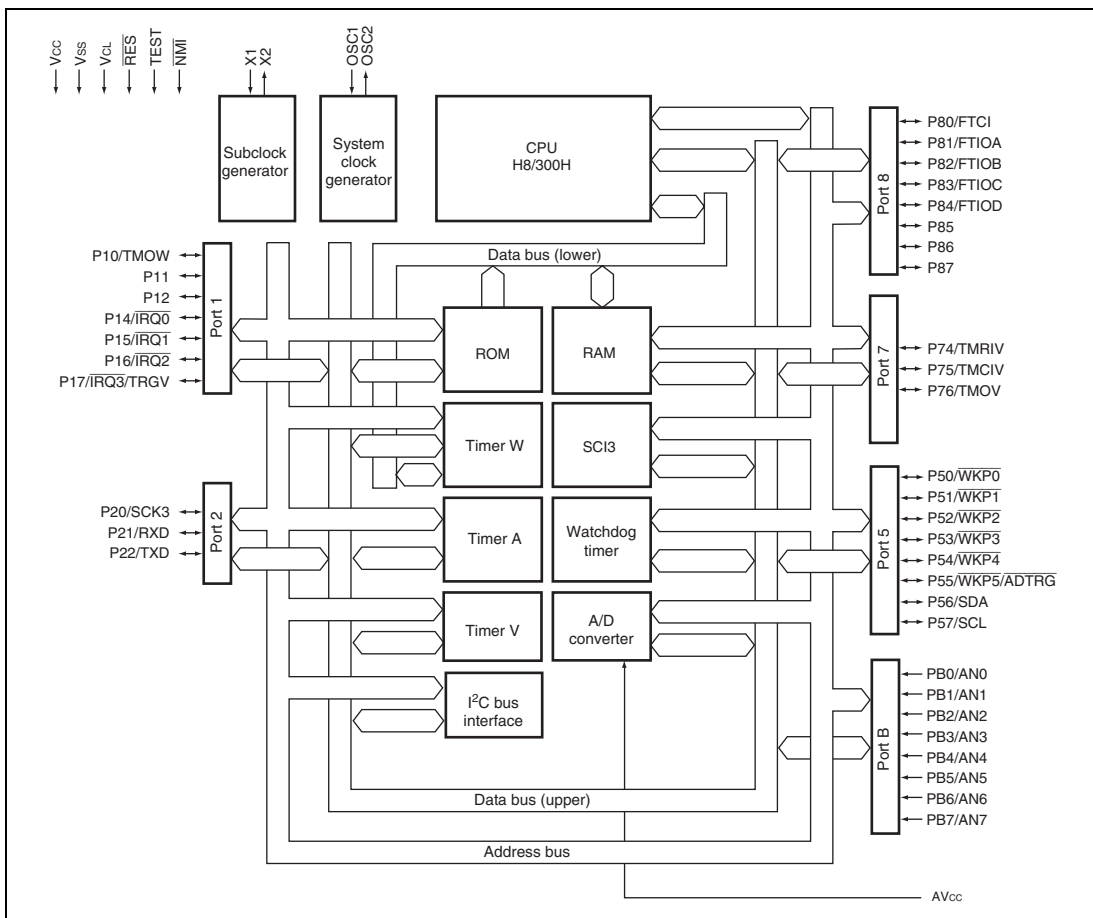 Vcc
Vss
VCL
RES
TEST
NMI
X1
X2
OSC1
OSC2
Subclock
generator
System
clock
generator
CPU
H8/300H
Data bus (lower)
P10/TMOW
P11
P12
P14/IRQ0
P15/IRQ1
P16/IRQ2
P17/IRQ3/TRGV
Port 1
P20/SCK3
P21/RXD
P22/TXD
Port 2
ROM
RAM
Timer W
SCI3
Timer A
Watchdog
timer
Timer V
A/D
converter
I²C bus
interface
Data bus (upper)
Address bus
Port 8
P80/FTCI
P81/FTIOA
P82/FTIOB
P83/FTIOC
P84/FTIOD
P85
P86
P87
Port 7
P74/TMRIV
P75/TMCIV
P76/TMOV
Port 5
P50/WKP0
P51/WKP1
P52/WKP2
P53/WKP3
P54/WKP4
P55/WKP5/ADTRG
P56/SDA
P57/SCL
Port B
PB0/AN0
PB1/AN1
PB2/AN2
PB3/AN3
PB4/AN4
PB5/AN5
PB6/AN6
PB7/AN7
AVcc